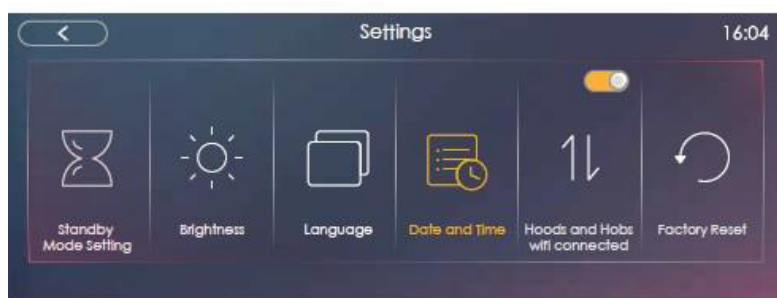 Settings
16:04
Standby
Mode Setting
Brightness
Language
Date and Time
Hoods and Hobs
wifi connected
Factory Reset